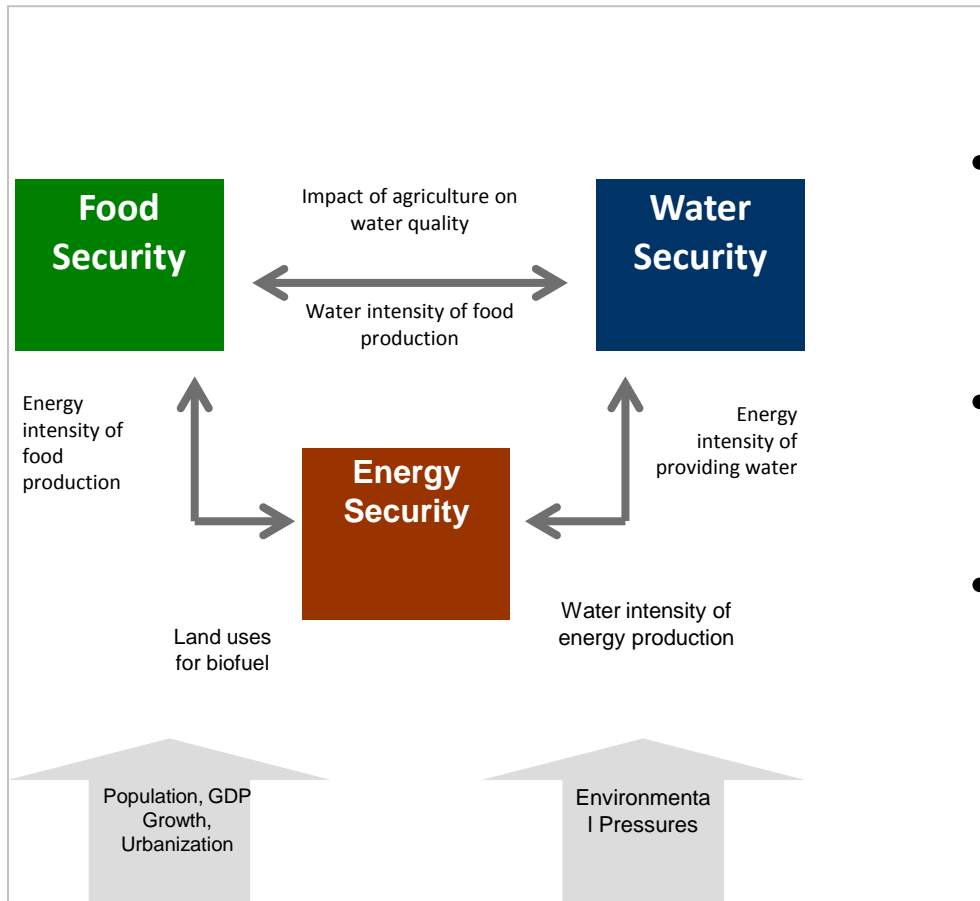 Food
Security
Impact of agriculture on
water quality
Water
Security
Water intensity of food
production
Energy
intensity of
food
production
Energy
intensity of
providing water
Energy
Security
Land uses
for biofuel
Water intensity of
energy production
Population, GDP
Growth,
Urbanization
Environmenta
l Pressures